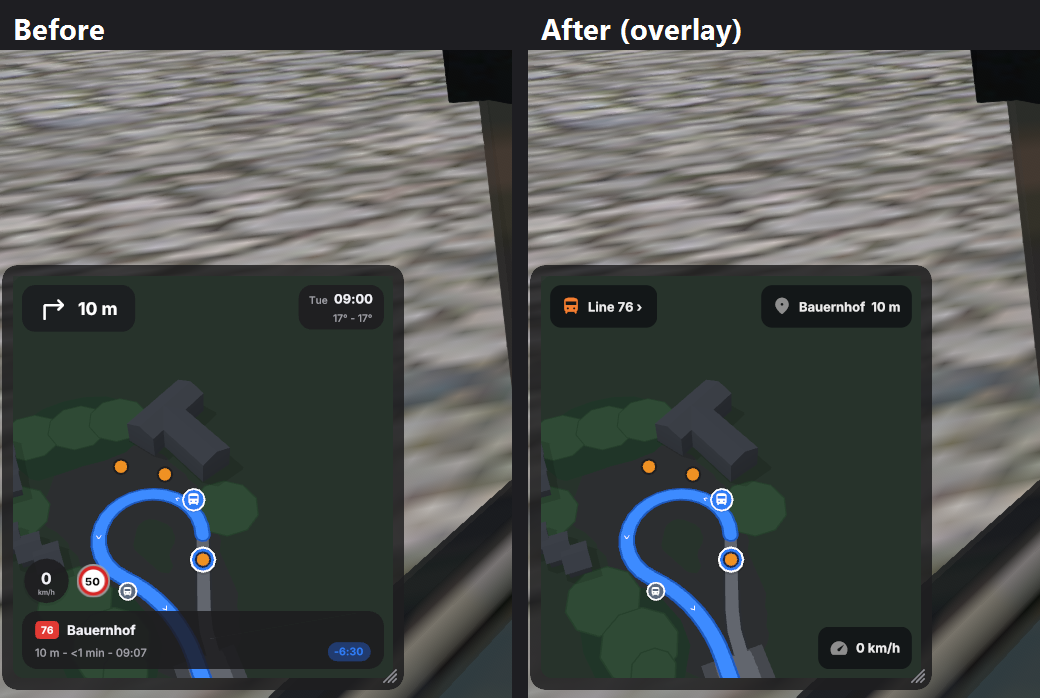 Before
10 m
Tue 09:00
17° - 17°
0
km/h
50
76 Bauernhof
10 m - <1 min - 09:07
-6:30
After (overlay)
Line 76 ›
Bauernhof 10 m
0 km/h